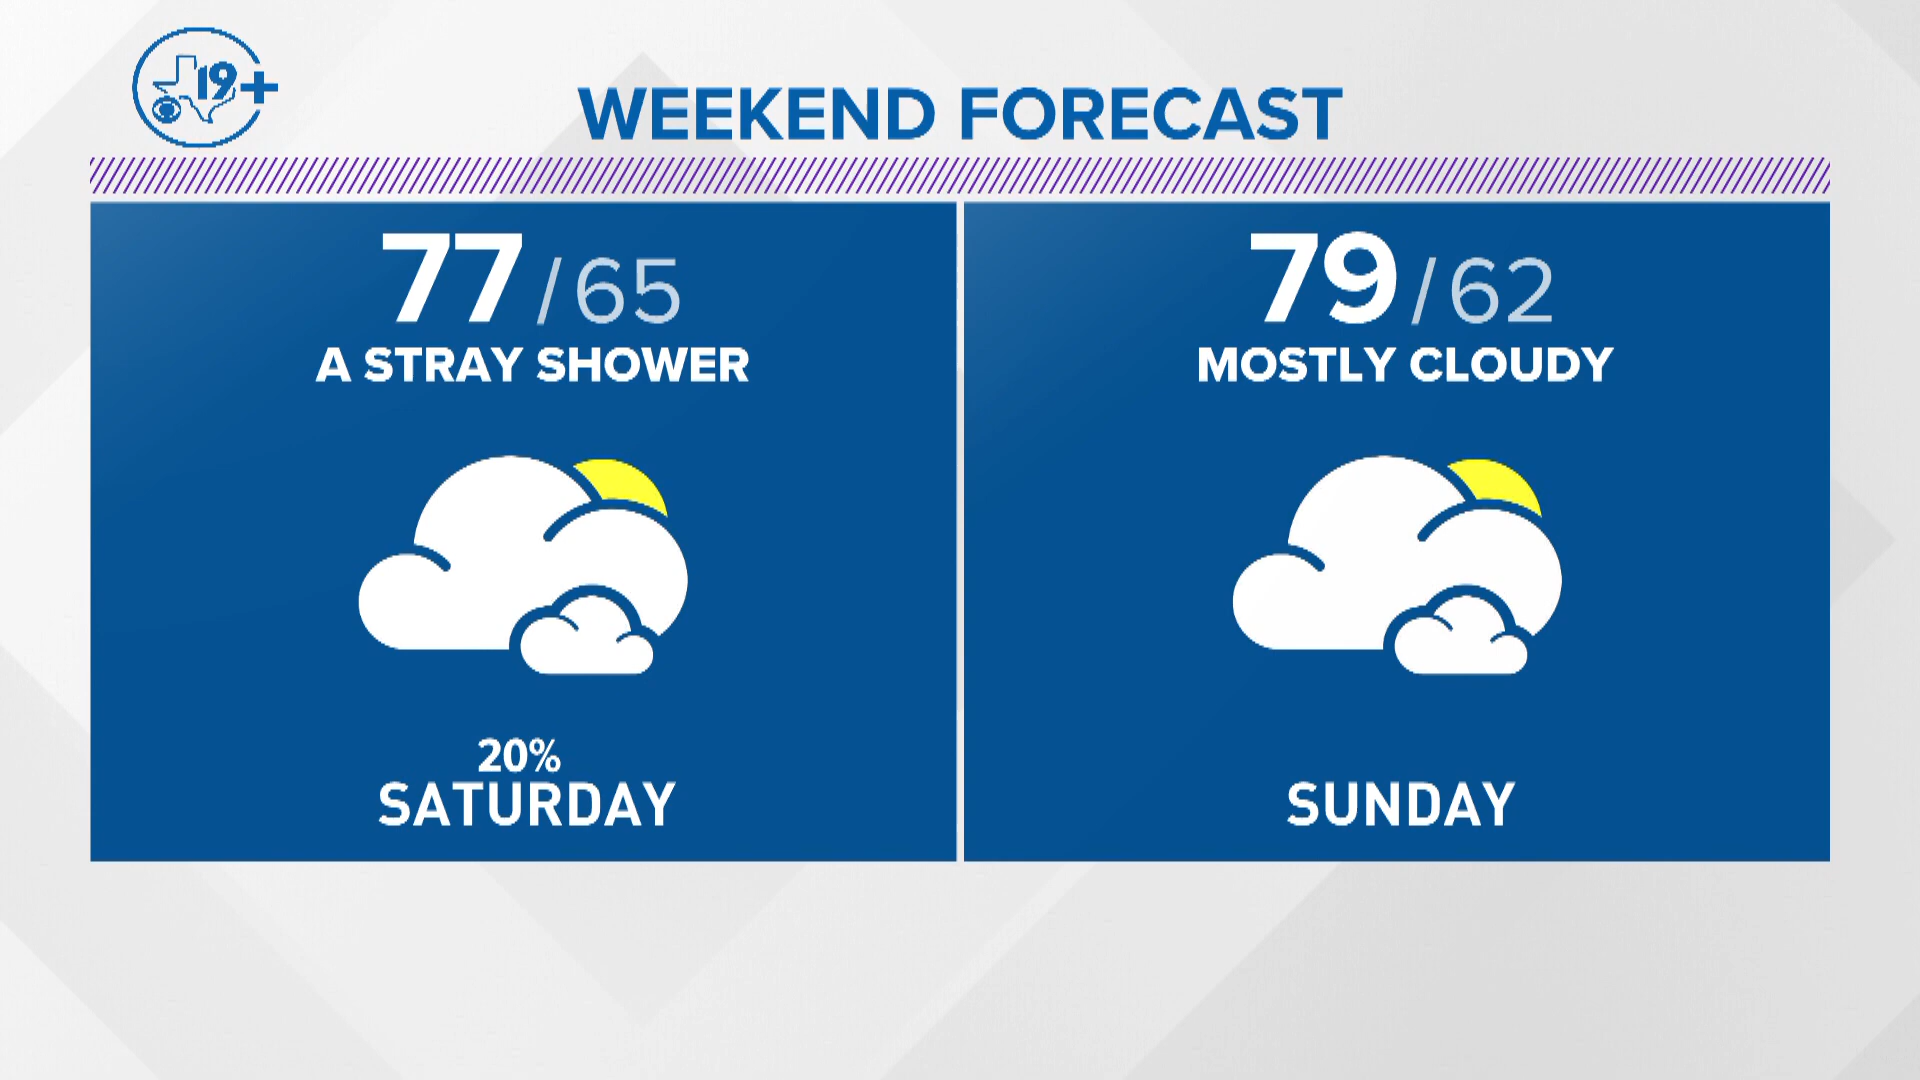 19+
WEEKEND FORECAST
77/65
A STRAY SHOWER
20%
SATURDAY
79/62
MOSTLY CLOUDY
SUNDAY